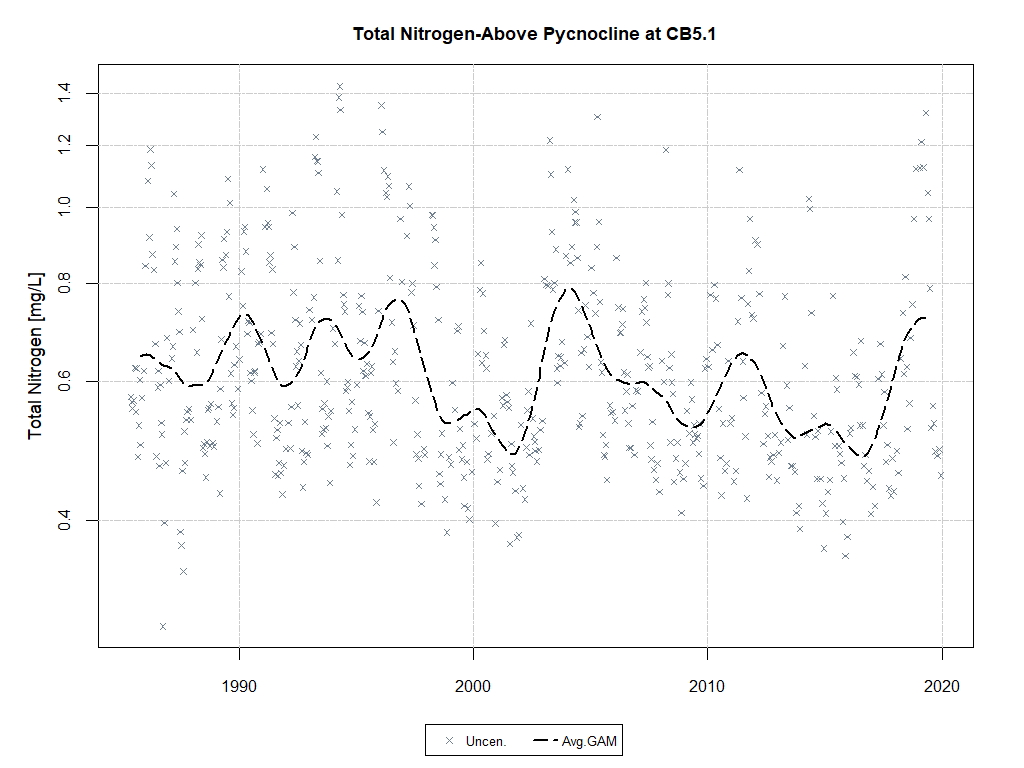 Total Nitrogen-Above Pycnocline at CB5.1
Total Nitrogen [mg/L]
1.4
1.2
1.0
0.8
0.6
0.4
1990 2000 2010 2020
Uncen. Avg.GAM